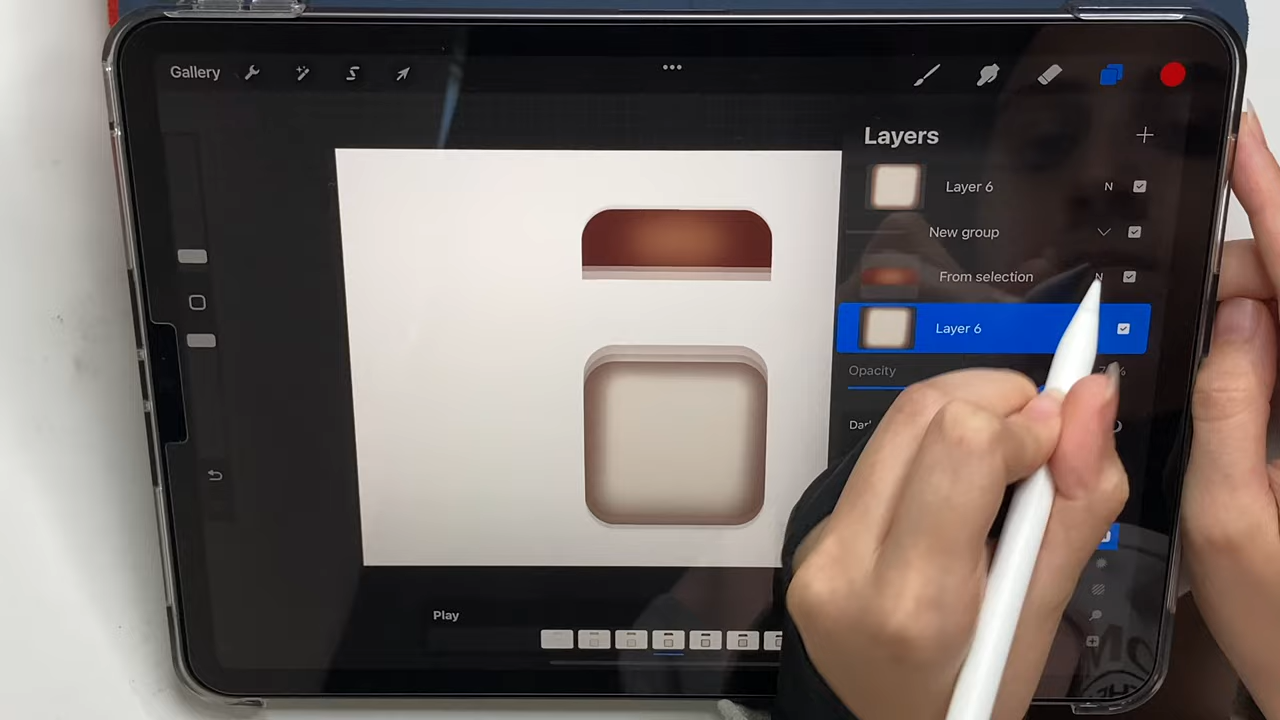 Gallery
Layers
Layer 6
N
New group
From selection
N
Layer 6
Opacity
Play